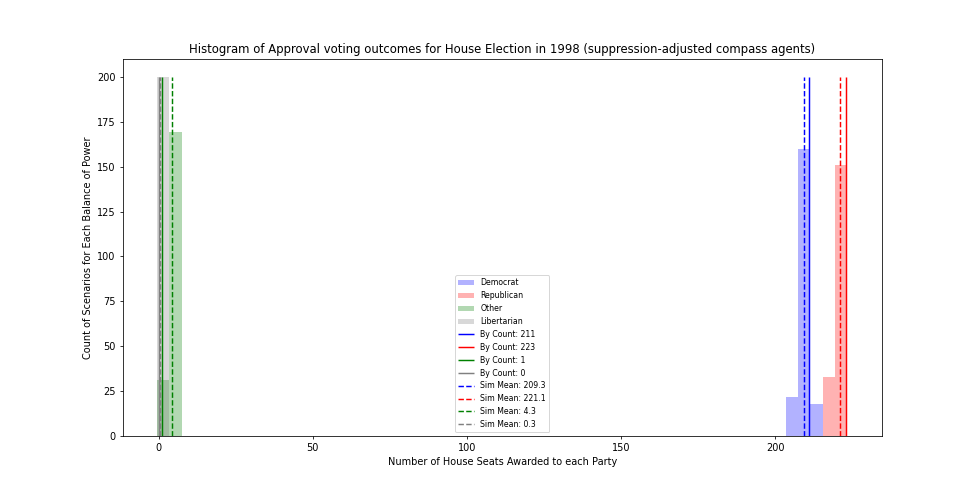 Histogram of Approval voting outcomes for House Election in 1998 (suppression-adjusted compass agents)
Count of Scenarios for Each Balance of Power
200
175
150
125
100
75
50
25
0
Democrat
Republican
Other
Libertarian
By Count: 211
By Count: 223
By Count: 1
By Count: 0
Sim Mean: 209.3
Sim Mean: 221.1
Sim Mean: 4.3
Sim Mean: 0.3
0 50 100 150 200
Number of House Seats Awarded to each Party